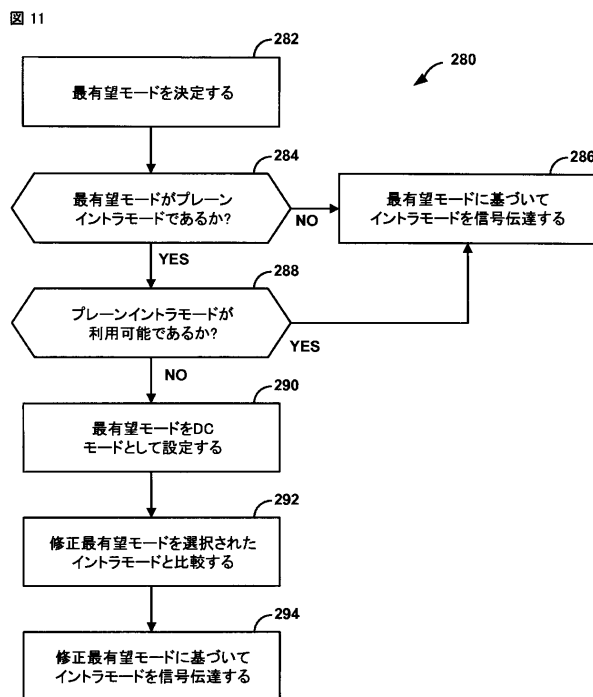 図 11
282
最有望モードを決定する
280
284
最有望モードがプレーン
イントラモードであるか?
NO
286
最有望モードに基づいて
イントラモードを信号伝達する
YES
288
プレーンイントラモードが
利用可能であるか?
YES
NO
290
最有望モードをDC
モードとして設定する
292
修正最有望モードを選択された
イントラモードと比較する
294
修正最有望モードに基づいて
イントラモードを信号伝達する